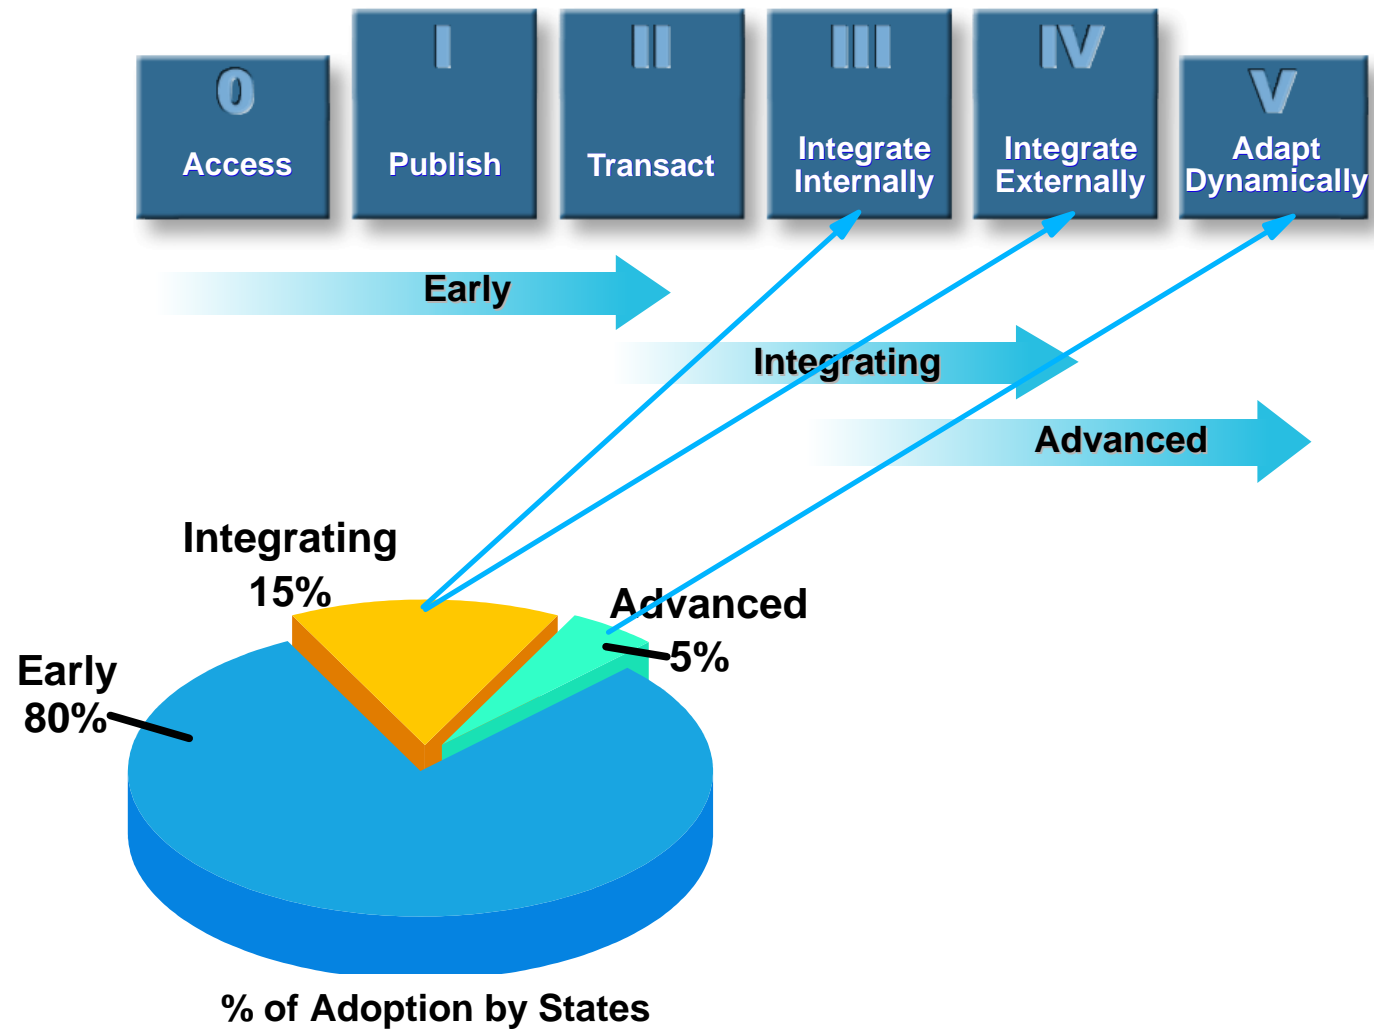 0
Access
I
Publish
II
Transact
III
Integrate
Internally
IV
Integrate
Externally
V
Adapt
Dynamically
Early
Integrating
Advanced
Integrating
15%
Advanced
5%
Early
80%
% of Adoption by States